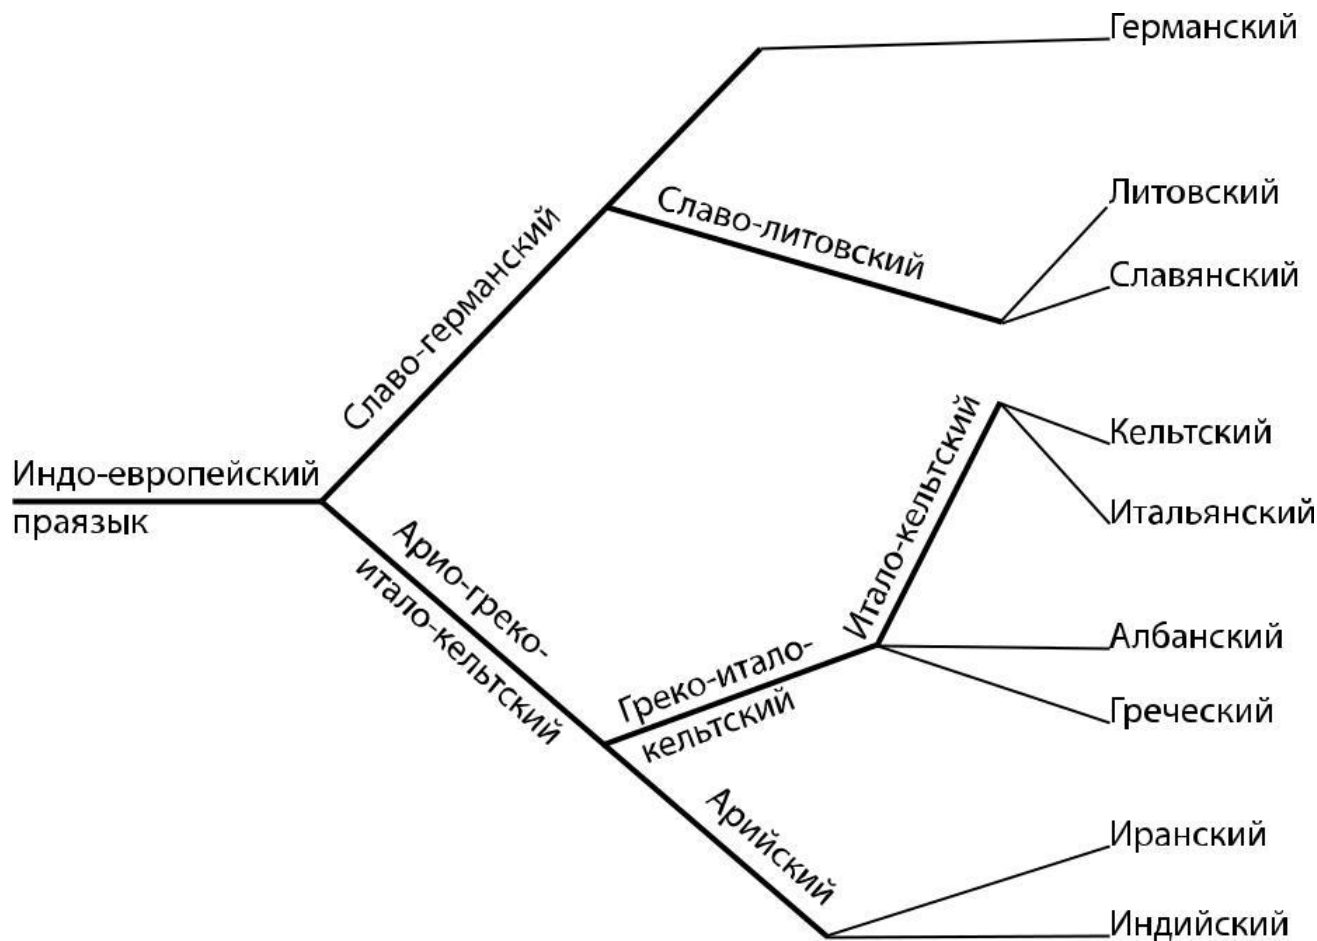 Германский
Славо-литовский
Литовский
Славянский
Славо-германский
Индо-европейский
праязык
Арио-греко-
итало-кельтский
Греко-итало-
кельтский
Итало-кельтский
Кельтский
Итальянский
Албанский
Греческий
Арийский
Иранский
Индийский